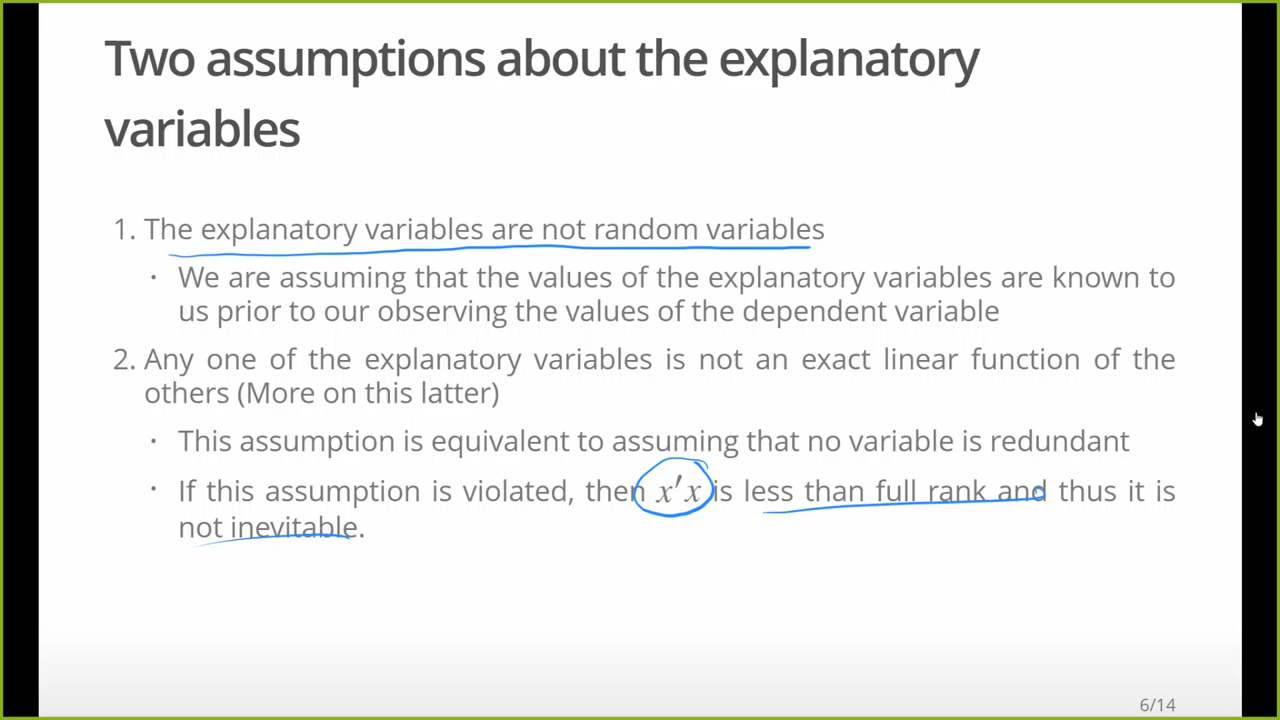 Two assumptions about the explanatory
variables
1. The explanatory variables are not random variables
· We are assuming that the values of the explanatory variables are known to
us prior to our observing the values of the dependent variable
2. Any one of the explanatory variables is not an exact linear function of the
others (More on this latter)
· This assumption is equivalent to assuming that no variable is redundant
· If this assumption is violated, then x′x is less than full rank and thus it is
not inevitable.
6/14